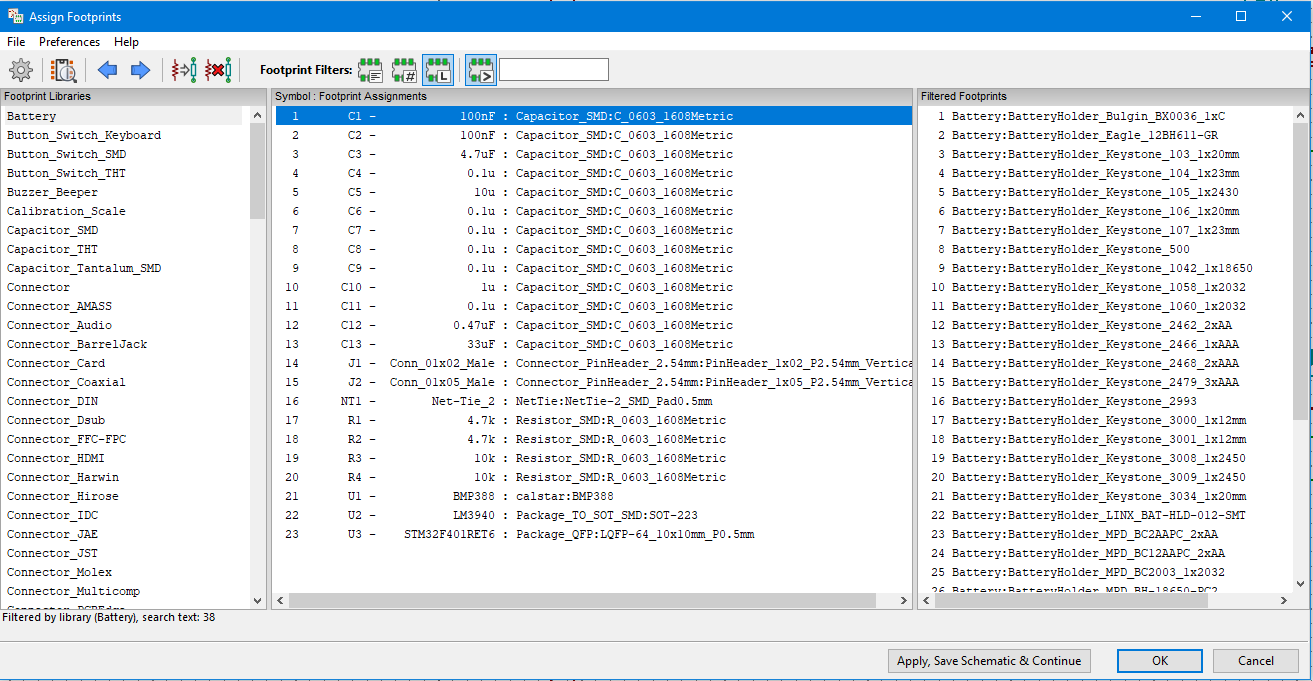 Assign Footprints
File Preferences Help
Footprint Filters:
Footprint Libraries
Battery
Button_Switch_Keyboard
Button_Switch_SMD
Button_Switch_THT
Buzzer_Beeper
Calibration_Scale
Capacitor_SMD
Capacitor_THT
Capacitor_Tantalum_SMD
Connector
Connector_AMASS
Connector_Audio
Connector_BarrelJack
Connector_Card
Connector_Coaxial
Connector_DIN
Connector_Dsub
Connector_FFC-FPC
Connector_HDMI
Connector_Harwin
Connector_Hirose
Connector_IDC
Connector_JAE
Connector_JST
Connector_Molex
Connector_Multicomp
Symbol : Footprint Assignments
1 C1 - 100nF : Capacitor_SMD:C_0603_1608Metric
2 C2 - 100nF : Capacitor_SMD:C_0603_1608Metric
3 C3 - 4.7uF : Capacitor_SMD:C_0603_1608Metric
4 C4 - 0.1u : Capacitor_SMD:C_0603_1608Metric
5 C5 - 10u : Capacitor_SMD:C_0603_1608Metric
6 C6 - 0.1u : Capacitor_SMD:C_0603_1608Metric
7 C7 - 0.1u : Capacitor_SMD:C_0603_1608Metric
8 C8 - 0.1u : Capacitor_SMD:C_0603_1608Metric
9 C9 - 0.1u : Capacitor_SMD:C_0603_1608Metric
10 C10 - 1u : Capacitor_SMD:C_0603_1608Metric
11 C11 - 0.1u : Capacitor_SMD:C_0603_1608Metric
12 C12 - 0.47uF : Capacitor_SMD:C_0603_1608Metric
13 C13 - 33uF : Capacitor_SMD:C_0603_1608Metric
14 J1 - Conn_01x02_Male : Connector_PinHeader_2.54mm:PinHeader_1x02_P2.54mm_Vertica
15 J2 - Conn_01x05_Male : Connector_PinHeader_2.54mm:PinHeader_1x05_P2.54mm_Vertica
16 NT1 - Net-Tie_2 : NetTie:NetTie-2_SMD_Pad0.5mm
17 R1 - 4.7k : Resistor_SMD:R_0603_1608Metric
18 R2 - 4.7k : Resistor_SMD:R_0603_1608Metric
19 R3 - 10k : Resistor_SMD:R_0603_1608Metric
20 R4 - 10k : Resistor_SMD:R_0603_1608Metric
21 U1 - BMP388 : calstar:BMP388
22 U2 - LM3940 : Package_TO_SOT_SMD:SOT-223
23 U3 - STM32F401RET6 : Package_QFP:LQFP-64_10x10mm_P0.5mm
Filtered Footprints
1 Battery:BatteryHolder_Bulgin_BX0036_1xC
2 Battery:BatteryHolder_Eagle_12BH611-GR
3 Battery:BatteryHolder_Keystone_103_1x20mm
4 Battery:BatteryHolder_Keystone_104_1x23mm
5 Battery:BatteryHolder_Keystone_105_1x2430
6 Battery:BatteryHolder_Keystone_106_1x20mm
7 Battery:BatteryHolder_Keystone_107_1x23mm
8 Battery:BatteryHolder_Keystone_500
9 Battery:BatteryHolder_Keystone_1042_1x18650
10 Battery:BatteryHolder_Keystone_1058_1x2032
11 Battery:BatteryHolder_Keystone_1060_1x2032
12 Battery:BatteryHolder_Keystone_2462_2xAA
13 Battery:BatteryHolder_Keystone_2466_1xAAA
14 Battery:BatteryHolder_Keystone_2468_2xAAA
15 Battery:BatteryHolder_Keystone_2479_3xAAA
16 Battery:BatteryHolder_Keystone_2993
17 Battery:BatteryHolder_Keystone_3000_1x12mm
18 Battery:BatteryHolder_Keystone_3001_1x12mm
19 Battery:BatteryHolder_Keystone_3008_1x2450
20 Battery:BatteryHolder_Keystone_3009_1x2450
21 Battery:BatteryHolder_Keystone_3034_1x20mm
22 Battery:BatteryHolder_LINX_BAT-HLD-012-SMT
23 Battery:BatteryHolder_MPD_BC2AAPC_2xAA
24 Battery:BatteryHolder_MPD_BC12AAPC_2xAA
25 Battery:BatteryHolder_MPD_BC2003_1x2032
26 Battery:BatteryHolder_MPD_BH-18650-PC2
Filtered by library (Battery), search text: 38
Apply, Save Schematic & Continue
OK
Cancel